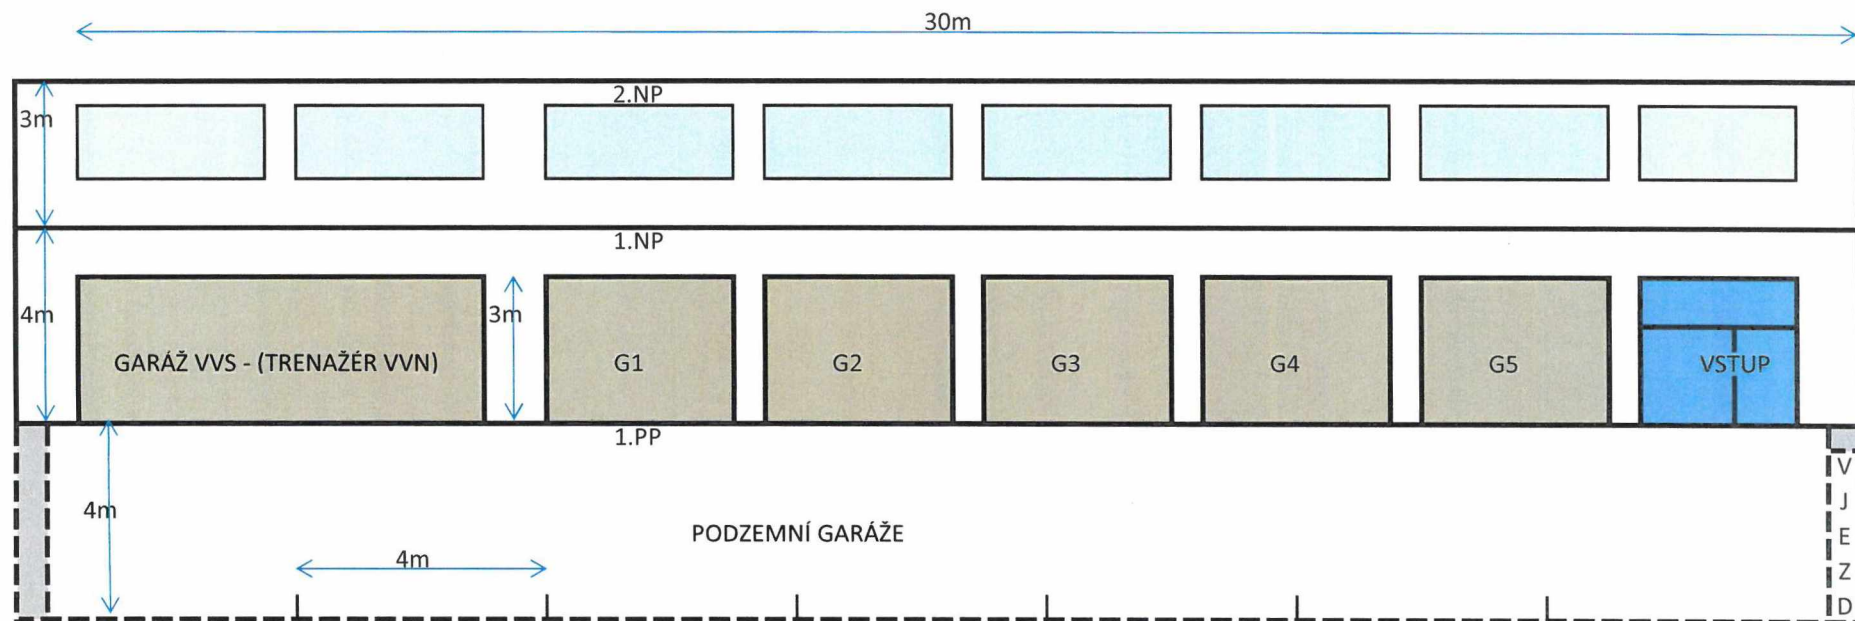 30m
2.NP
3m
1.NP
4m
3m
GARÁŽ VVS - (TRENAŽÉR VVN)
G1
G2
G3
G4
G5
VSTUP
1.PP
4m
PODZEMNÍ GARÁŽE
4m
V
J
E
Z
D